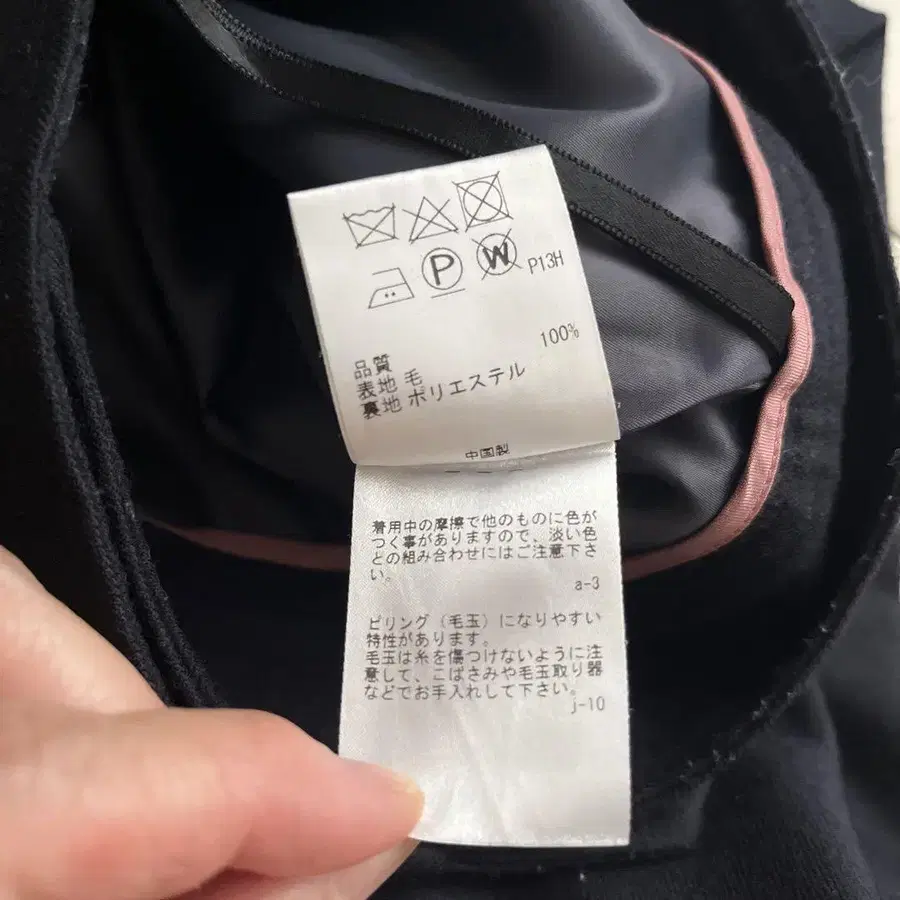 P W P13H
100%
品質
表地 毛
裏地 ポリエステル
中国製
着用中の摩擦で他のものに色が
つく事がありますので、淡い色
との組み合わせにはご注意下さ
い。
a-3
ピリング(毛玉)になりやすい
特性があります。
毛玉は糸を傷つけないように注
意して、こばさみや毛玉取り器
などでお手入れして下さい。
j-10